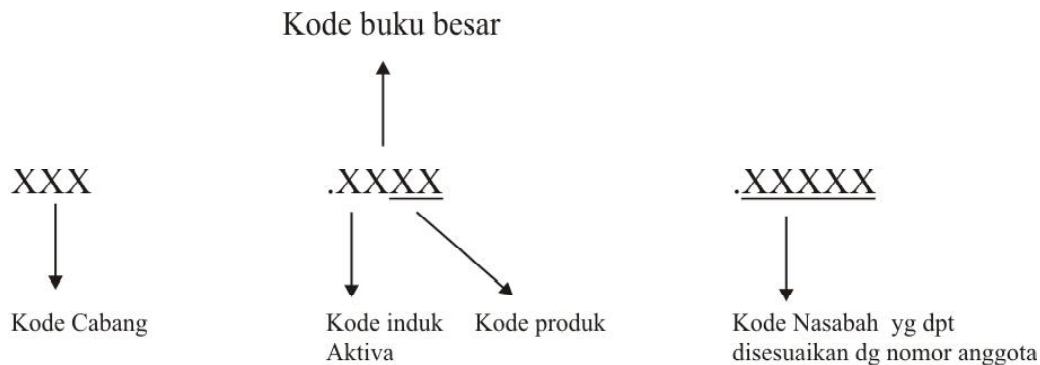 Kode buku besar
XXX .XXXX .XXXXX
Kode Cabang Kode induk Kode produk Kode Nasabah yg dpt
Aktiva disesuaikan dg nomor anggota